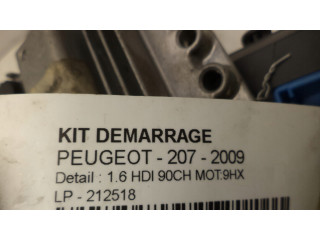 KIT DEMARRAGE
PEUGEOT - 207 - 2009
Detail : 1.6 HDI 90CH MOT:9HX
LP - 212518